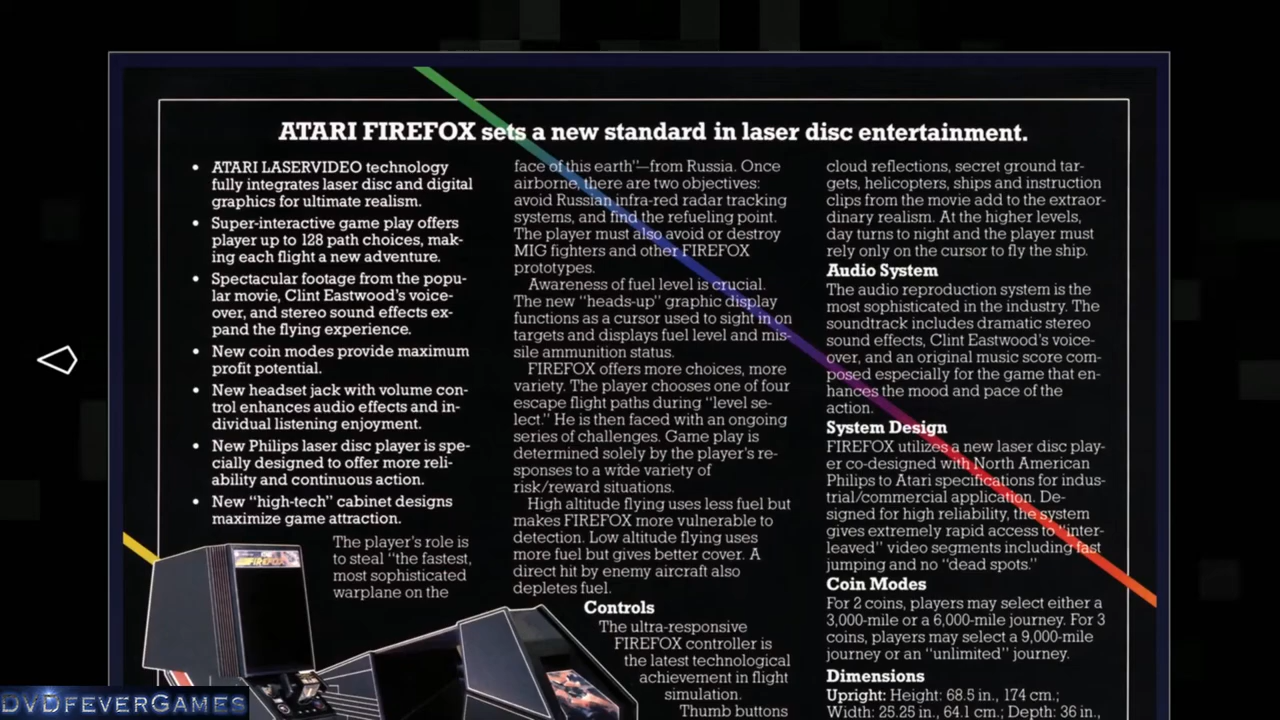 ATARI FIREFOX sets a new standard in laser disc entertainment.
• ATARI LASERVIDEO technology
fully integrates laser disc and digital
graphics for ultimate realism.
• Super-interactive game play offers
player up to 128 path choices, mak-
ing each flight a new adventure.
• Spectacular footage from the popu-
lar movie, Clint Eastwood's voice-
over, and stereo sound effects ex-
pand the flying experience.
• New coin modes provide maximum
profit potential.
• New headset jack with volume con-
trol enhances audio effects and in-
dividual listening enjoyment.
• New Philips laser disc player is spe-
cially designed to offer more reli-
ability and continuous action.
• New "high-tech" cabinet designs
maximize game attraction.
The player's role is
to steal "the fastest,
most sophisticated
warplane on the
face of this earth"—from Russia. Once
airborne, there are two objectives:
avoid Russian infra-red radar tracking
systems, and find the refueling point.
The player must also avoid or destroy
MIG fighters and other FIREFOX
prototypes.
Awareness of fuel level is crucial.
The new "heads-up" graphic display
functions as a cursor used to sight in on
targets and displays fuel level and mis-
sile ammunition status.
FIREFOX offers more choices, more
variety. The player chooses one of four
escape flight paths during "level se-
lect." He is then faced with an ongoing
series of challenges. Game play is
determined solely by the player's re-
sponses to a wide variety of
risk/reward situations.
High altitude flying uses less fuel but
makes FIREFOX more vulnerable to
detection. Low altitude flying uses
more fuel but gives better cover. A
direct hit by enemy aircraft also
depletes fuel.
Controls
The ultra-responsive
FIREFOX controller is
the latest technological
achievement in flight
simulation.
Thumb buttons
cloud reflections, secret ground tar-
gets, helicopters, ships and instruction
clips from the movie add to the extraor-
dinary realism. At the higher levels,
day turns to night and the player must
rely only on the cursor to fly the ship.
Audio System
The audio reproduction system is the
most sophisticated in the industry. The
soundtrack includes dramatic stereo
sound effects, Clint Eastwood's voice-
over, and an original music score com-
posed especially for the game that en-
hances the mood and pace of the
action.
System Design
FIREFOX utilizes a new laser disc play-
er co-designed with North American
Philips to Atari specifications for indus-
trial/commercial application. De-
signed for high reliability, the system
gives extremely rapid access to "inter-
leaved" video segments including fast
jumping and no "dead spots."
Coin Modes
For 2 coins, players may select either a
3,000-mile or a 6,000-mile journey. For 3
coins, players may select a 9,000-mile
journey or an "unlimited" journey.
Dimensions
Upright: Height: 68.5 in., 174 cm.;
Width: 25.25 in., 64.1 cm.; Depth: 36 in.,
FIREFOX
DVDfeverGames